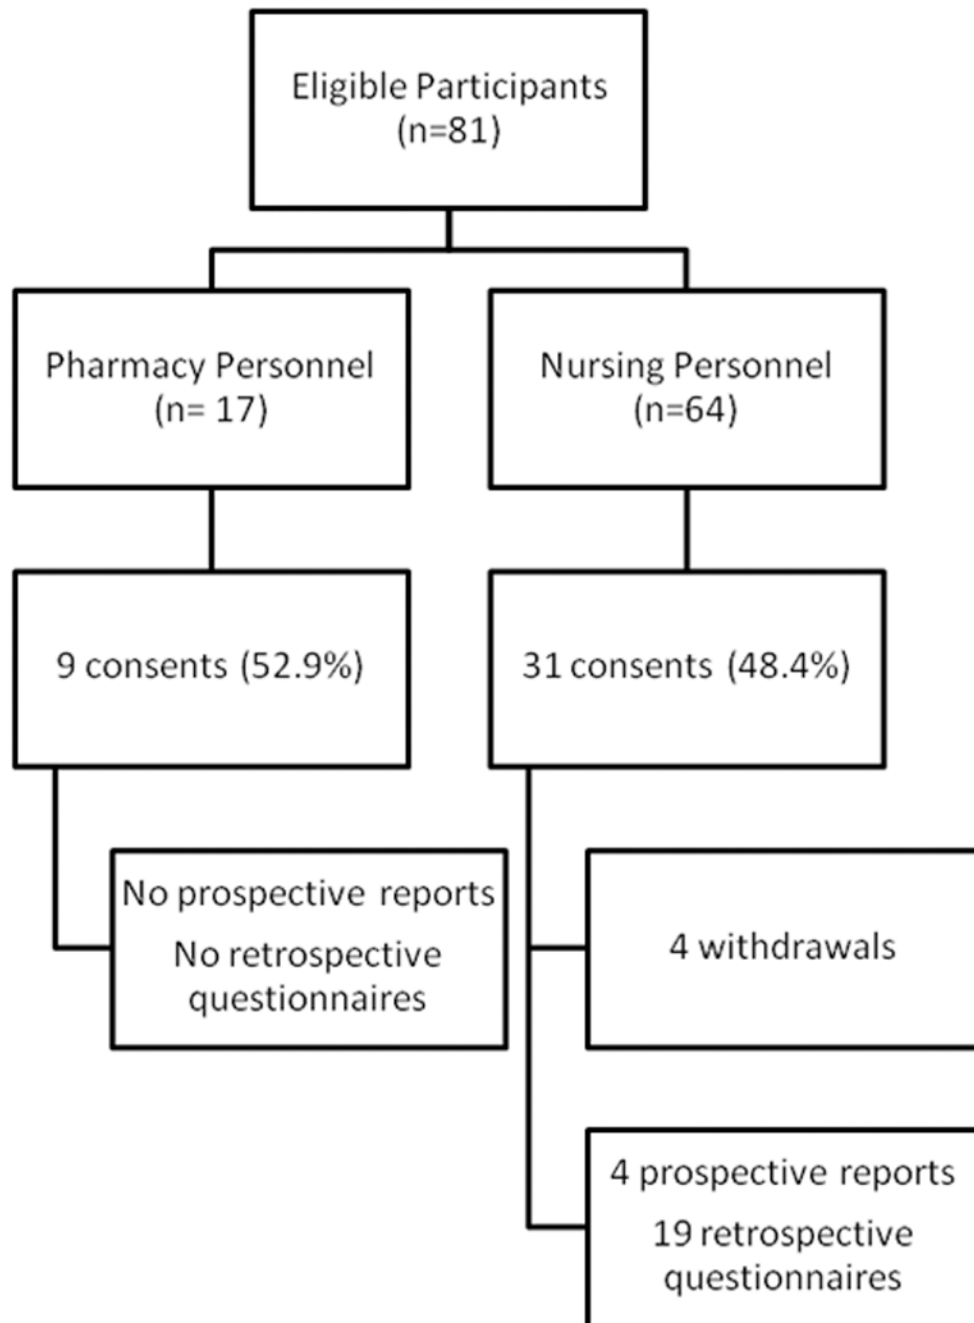 Eligible Participants
(n=81)
Pharmacy Personnel
(n= 17)
Nursing Personnel
(n=64)
9 consents (52.9%)
31 consents (48.4%)
No prospective reports
No retrospective
questionnaires
4 withdrawals
4 prospective reports
19 retrospective
questionnaires